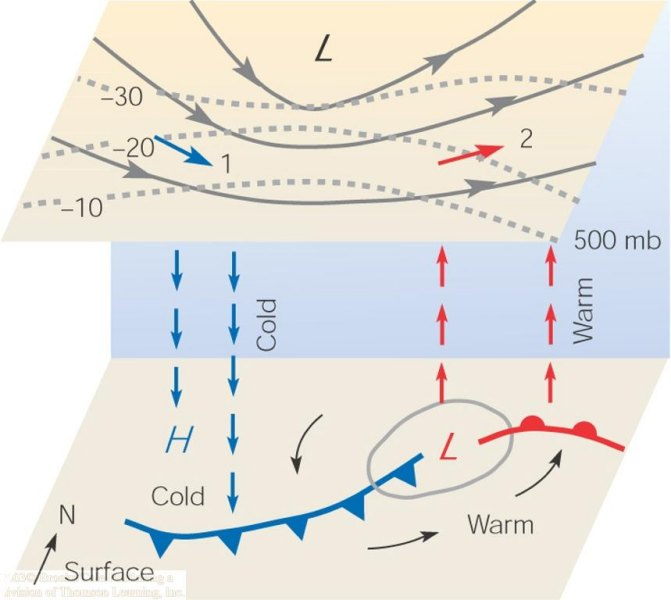 L
–30
–20
1
2
–10
500 mb
Cold
Warm
H
L
Cold
N
Warm
Surface